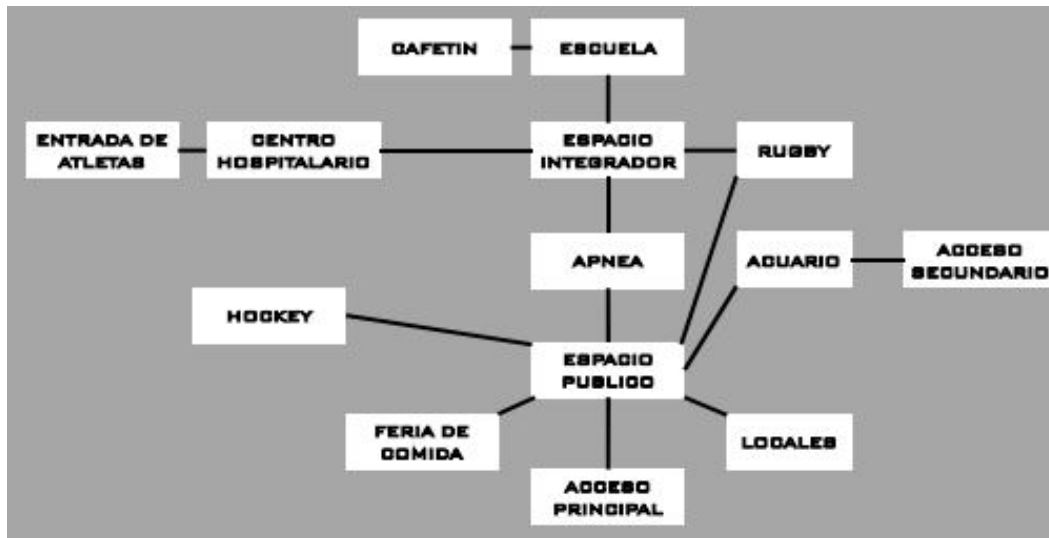 CAFETIN
ESCUELA
ENTRADA DE
ATLETAS
CENTRO
HOSPITALARIO
ESPACIO
INTEGRADOR
RUGBY
APNEA
ACUARIO
ACCESO
SECUNDARIO
HOCKEY
ESPACIO
PUBLICO
FERIA DE
COMIDA
LOCALES
ACCESO
PRINCIPAL